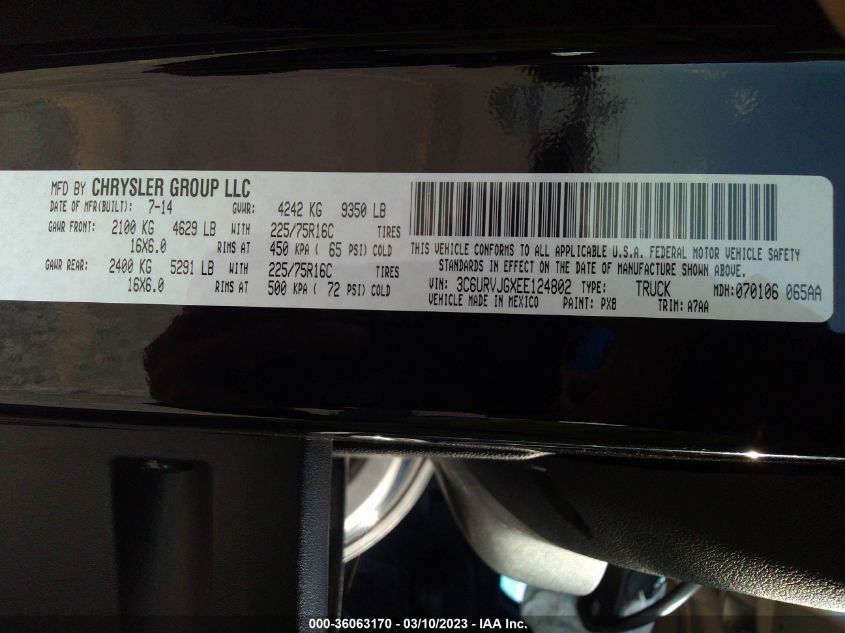 MFD BY CHRYSLER GROUP LLC
DATE OF MFR(BUILT): 7-14 GVWR: 4242 KG 9350 LB
GAWR FRONT: 2100 KG 4629 LB WITH 225/75R16C TIRES
16X6.0 RIMS AT 450 KPA ( 65 PSI) COLD
GAWR REAR: 2400 KG 5291 LB WITH 225/75R16C TIRES
16X6.0 RIMS AT 500 KPA ( 72 PSI) COLD
THIS VEHICLE CONFORMS TO ALL APPLICABLE U.S.A. FEDERAL MOTOR VEHICLE SAFETY
STANDARDS IN EFFECT ON THE DATE OF MANUFACTURE SHOWN ABOVE.
VIN: 3C6URVJGXEE124802 TYPE: TRUCK MDH: 070106 065AA
VEHICLE MADE IN MEXICO PAINT: PX8 TRIM: A7AA
000-36063170 - 03/10/2023 - IAA Inc.